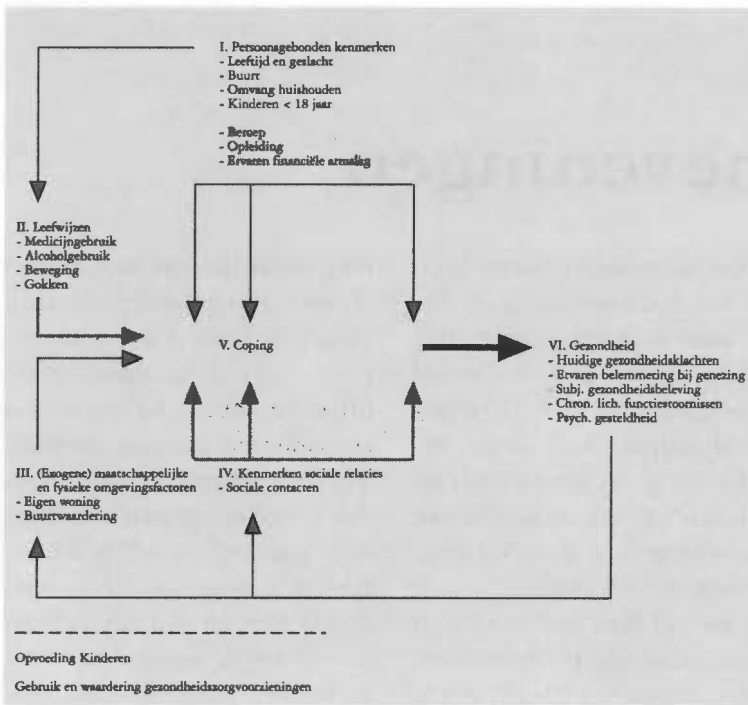 I. Persoonsgebonden kenmerken
- Leeftijd en geslacht
- Buurt
- Omvang huishouden
- Kinderen < 18 jaar
- Beroep
- Opleiding
- Ervaren financiële armslag
II. Leefwijzen
- Medicijngebruik
- Alcoholgebruik
- Beweging
- Gokken
V. Coping
VI. Gezondheid
- Huidige gezondheidsklachten
- Ervaren belemmering bij genezing
- Subj. gezondheidsbeleving
- Chron. lich. functiestoornissen
- Psych. gesteldheid
III. (Exogene) maatschappelijke
en fysieke omgevingsfactoren
- Eigen woning
- Buurtwaardering
IV. Kenmerken sociale relaties
- Sociale contacten
Opvoeding Kinderen
Gebruik en waardering gezondheidszorgvoorzieningen